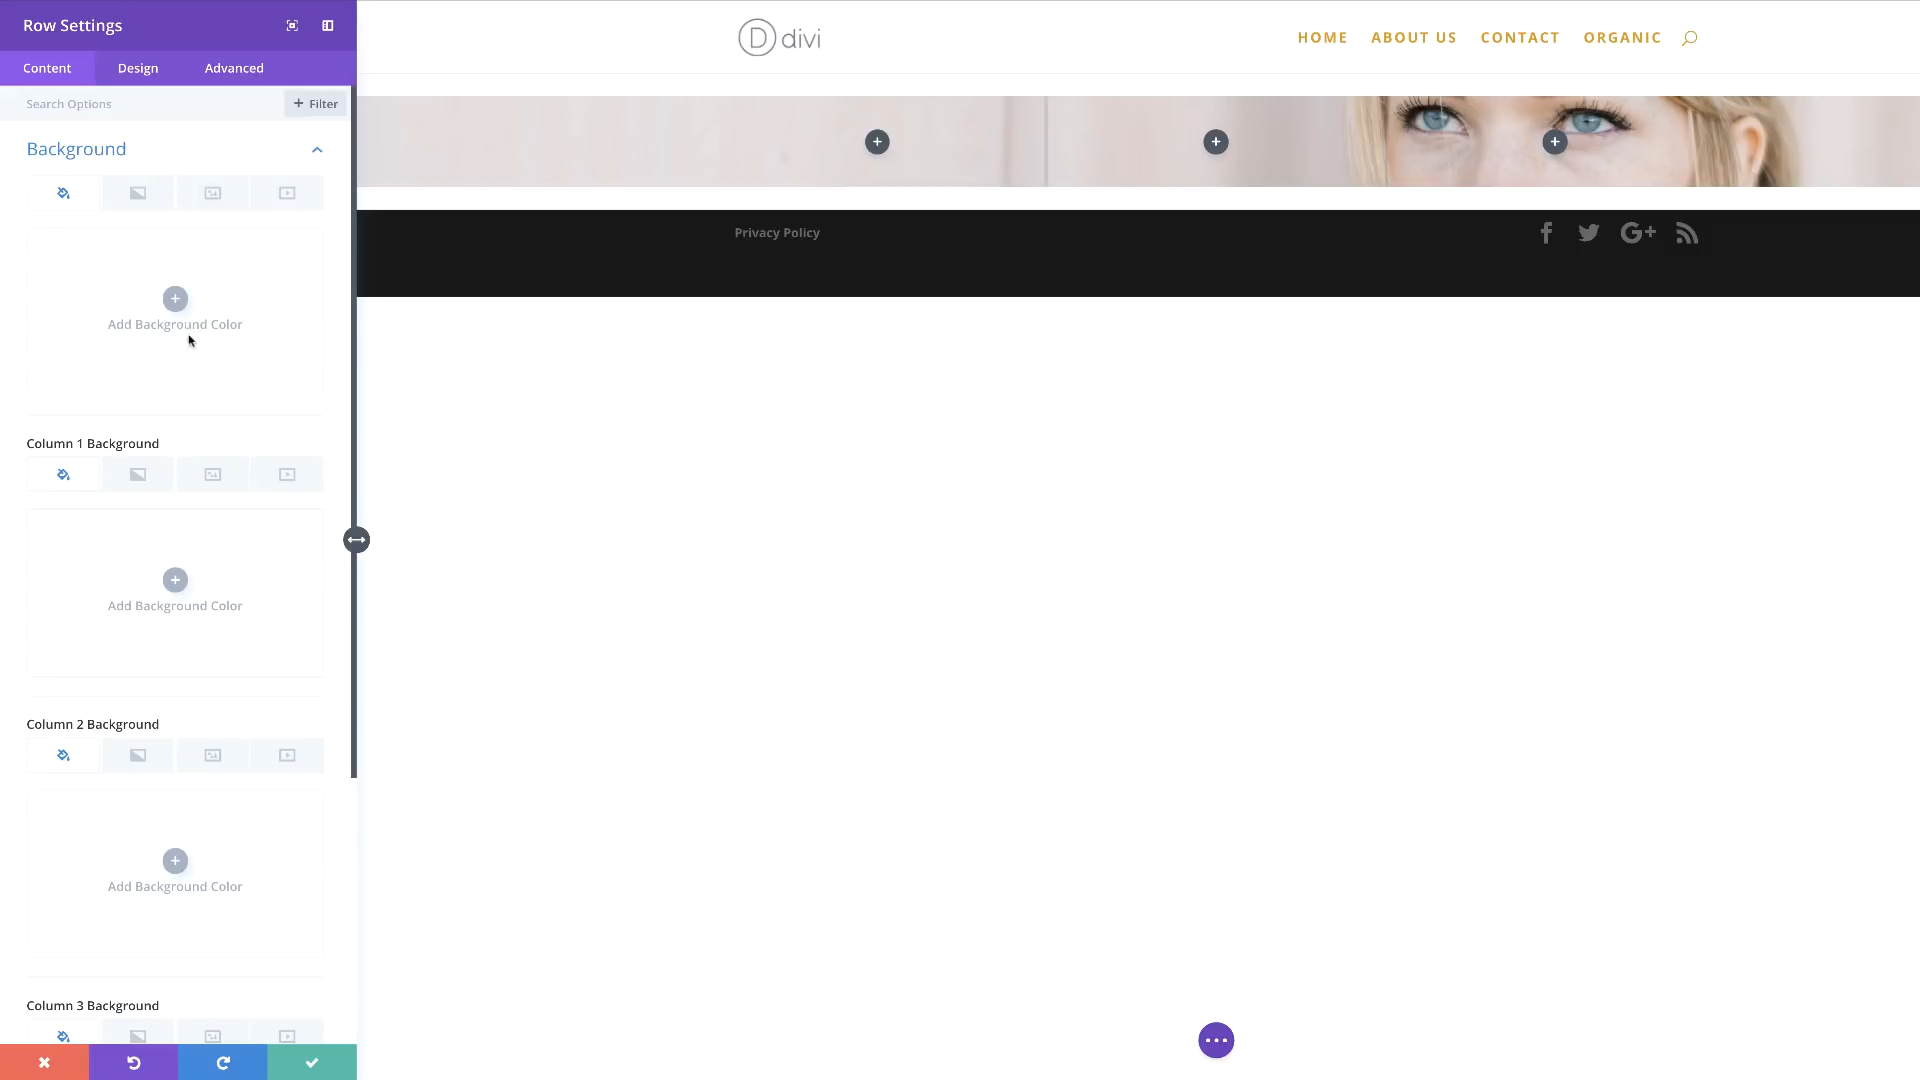 Row Settings
Content Design Advanced
Search Options
+ Filter
Background
Add Background Color
Column 1 Background
Add Background Color
Column 2 Background
Add Background Color
Column 3 Background
D divi
HOME ABOUT US CONTACT ORGANIC
Privacy Policy
G+